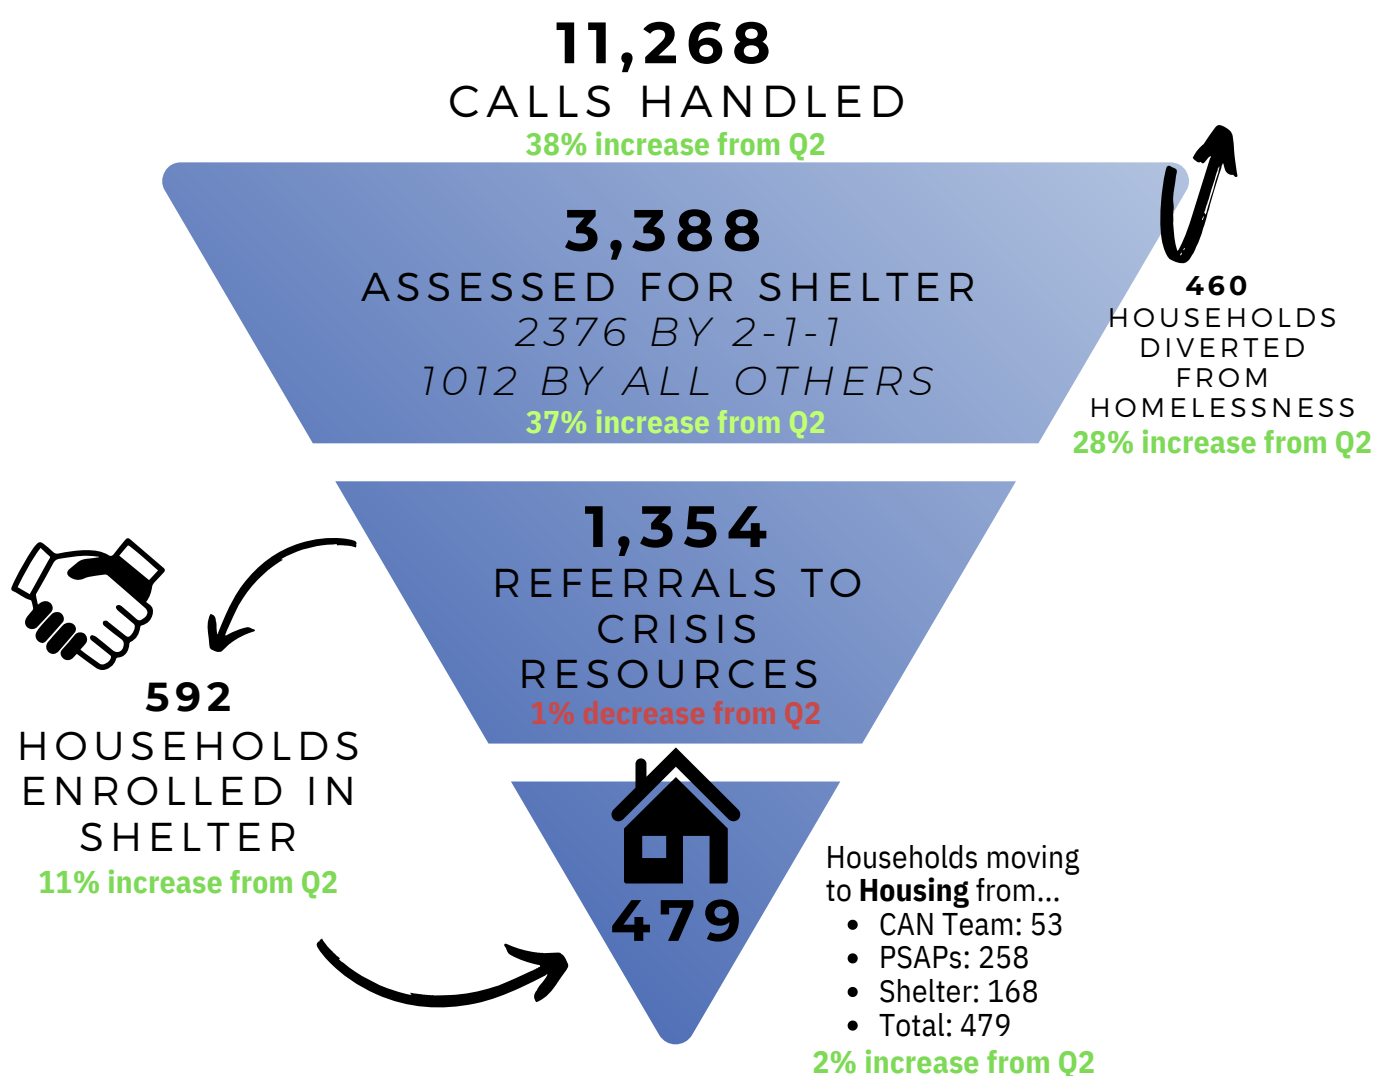 11,268
CALLS HANDLED
38% increase from Q2
3,388
ASSESSED FOR SHELTER
2376 BY 2-1-1
1012 BY ALL OTHERS
37% increase from Q2
460
HOUSEHOLDS
DIVERTED
FROM
HOMELESSNESS
28% increase from Q2
1,354
REFERRALS TO
CRISIS
RESOURCES
1% decrease from Q2
592
HOUSEHOLDS
ENROLLED IN
SHELTER
11% increase from Q2
479
Households moving
to Housing from...
• CAN Team: 53
• PSAPs: 258
• Shelter: 168
• Total: 479
2% increase from Q2